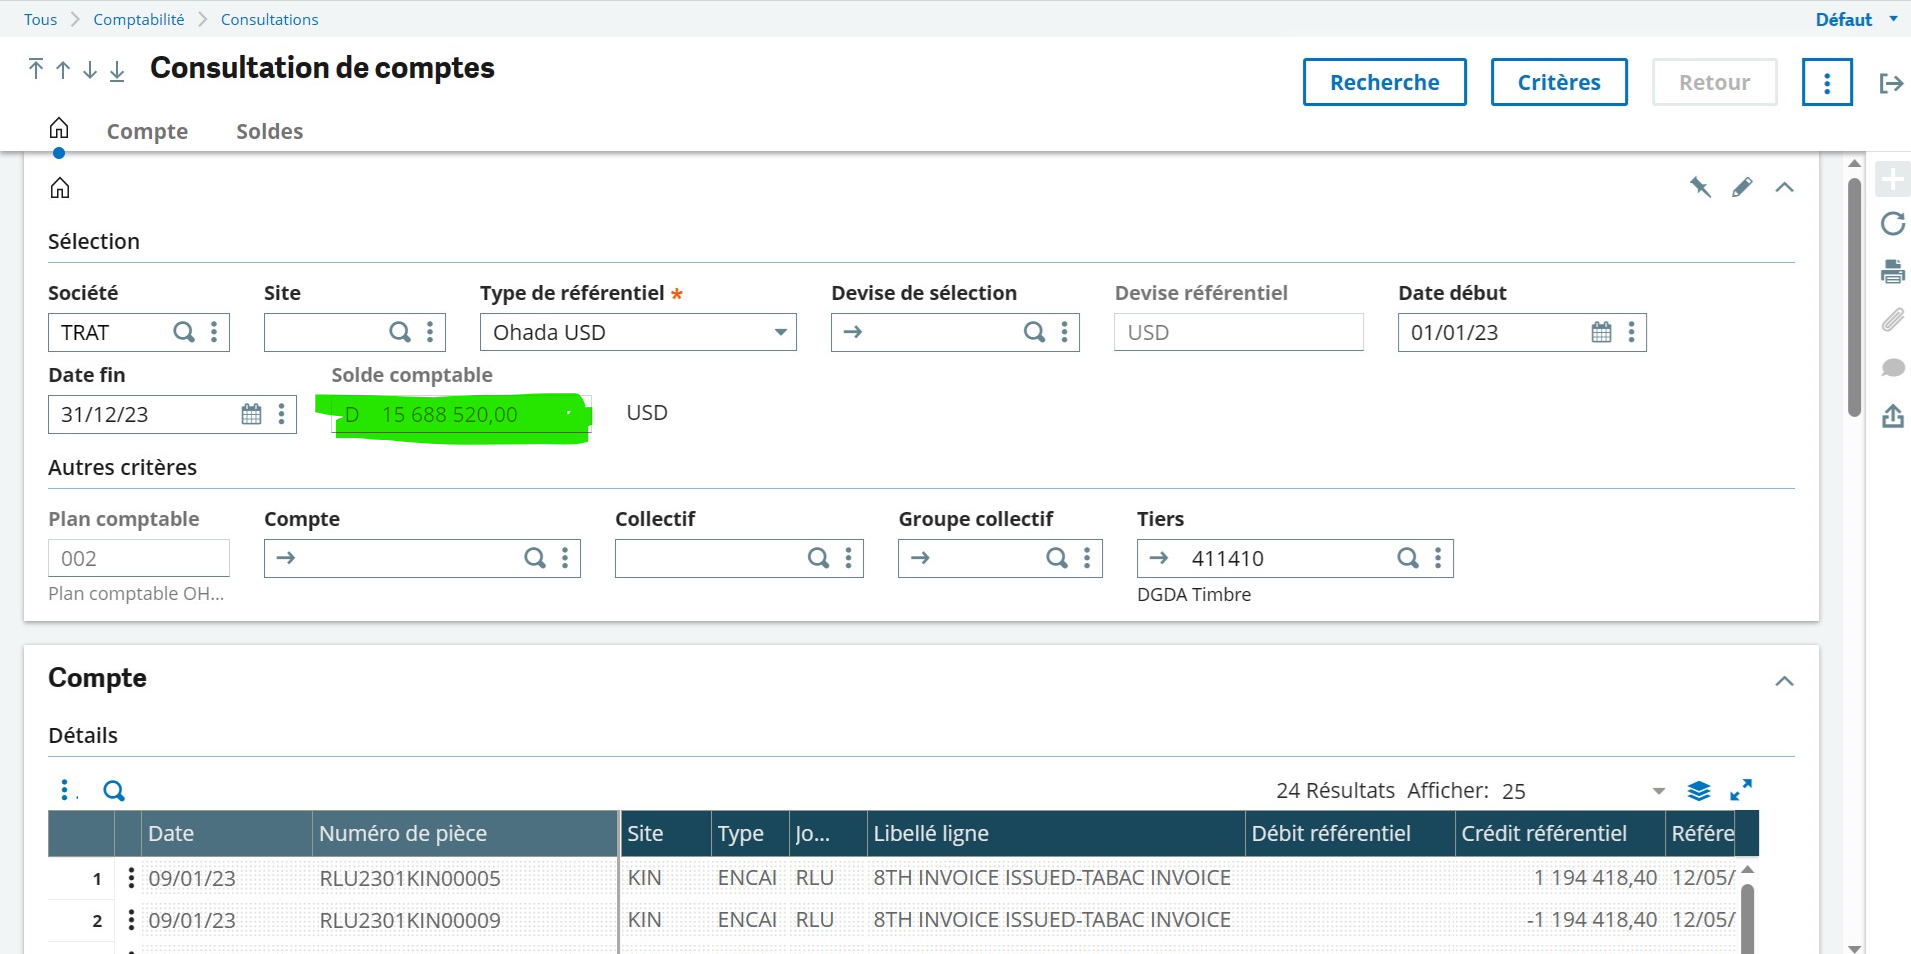 Tous Comptabilité Consultations Défaut
Consultation de comptes
Recherche Critères Retour
Compte Soldes
Sélection
Société Site Type de référentiel * Devise de sélection Devise référentiel Date début
TRAT Ohada USD USD 01/01/23
Date fin Solde comptable
31/12/23 D 15 688 520,00 USD
Autres critères
Plan comptable Compte Collectif Groupe collectif Tiers
002 411410
Plan comptable OH... DGDA Timbre
Compte
Détails
24 Résultats Afficher: 25
Date Numéro de pièce Site Type Jo... Libellé ligne Débit référentiel Crédit référentiel Référe
1 09/01/23 RLU2301KIN00005 KIN ENCAI RLU 8TH INVOICE ISSUED-TABAC INVOICE 1 194 418,40 12/05/
2 09/01/23 RLU2301KIN00009 KIN ENCAI RLU 8TH INVOICE ISSUED-TABAC INVOICE -1 194 418,40 12/05/